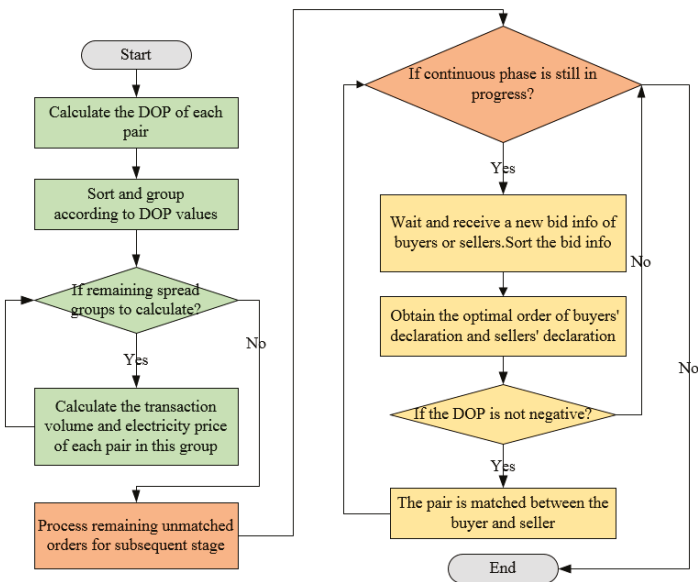 Start
Calculate the DOP of each
pair
Sort and group
according to DOP values
If remaining spread
groups to calculate?
No
Yes
Calculate the transaction
volume and electricity price
of each pair in this group
Process remaining unmatched
orders for subsequent stage
If continuous phase is still in
progress?
Yes
Wait and receive a new bid info of
buyers or sellers.Sort the bid info
No
Obtain the optimal order of buyers'
declaration and sellers' declaration
No
If the DOP is not negative?
Yes
The pair is matched between the
buyer and seller
End